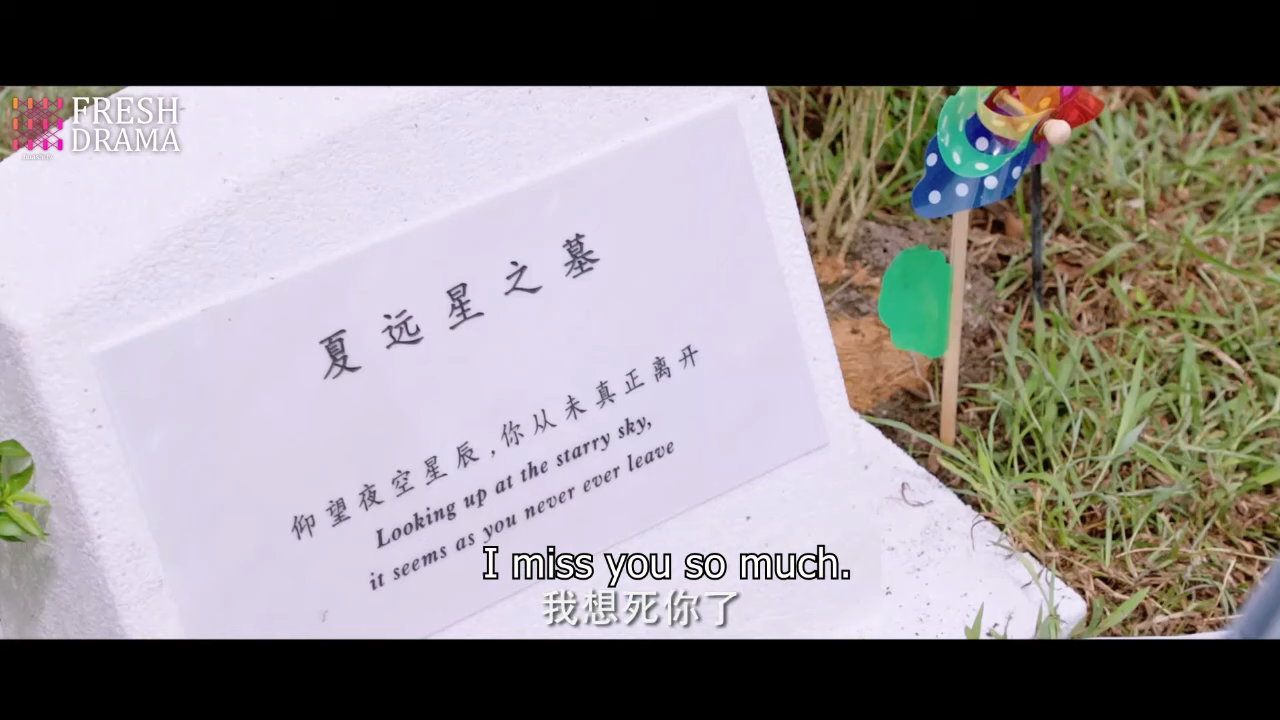 FRESH
DRAMA
夏远星之墓
仰望夜空星辰，你从未真正离开
Looking up at the starry sky,
it seems as you never ever leave
I miss you so much.
我想死你了